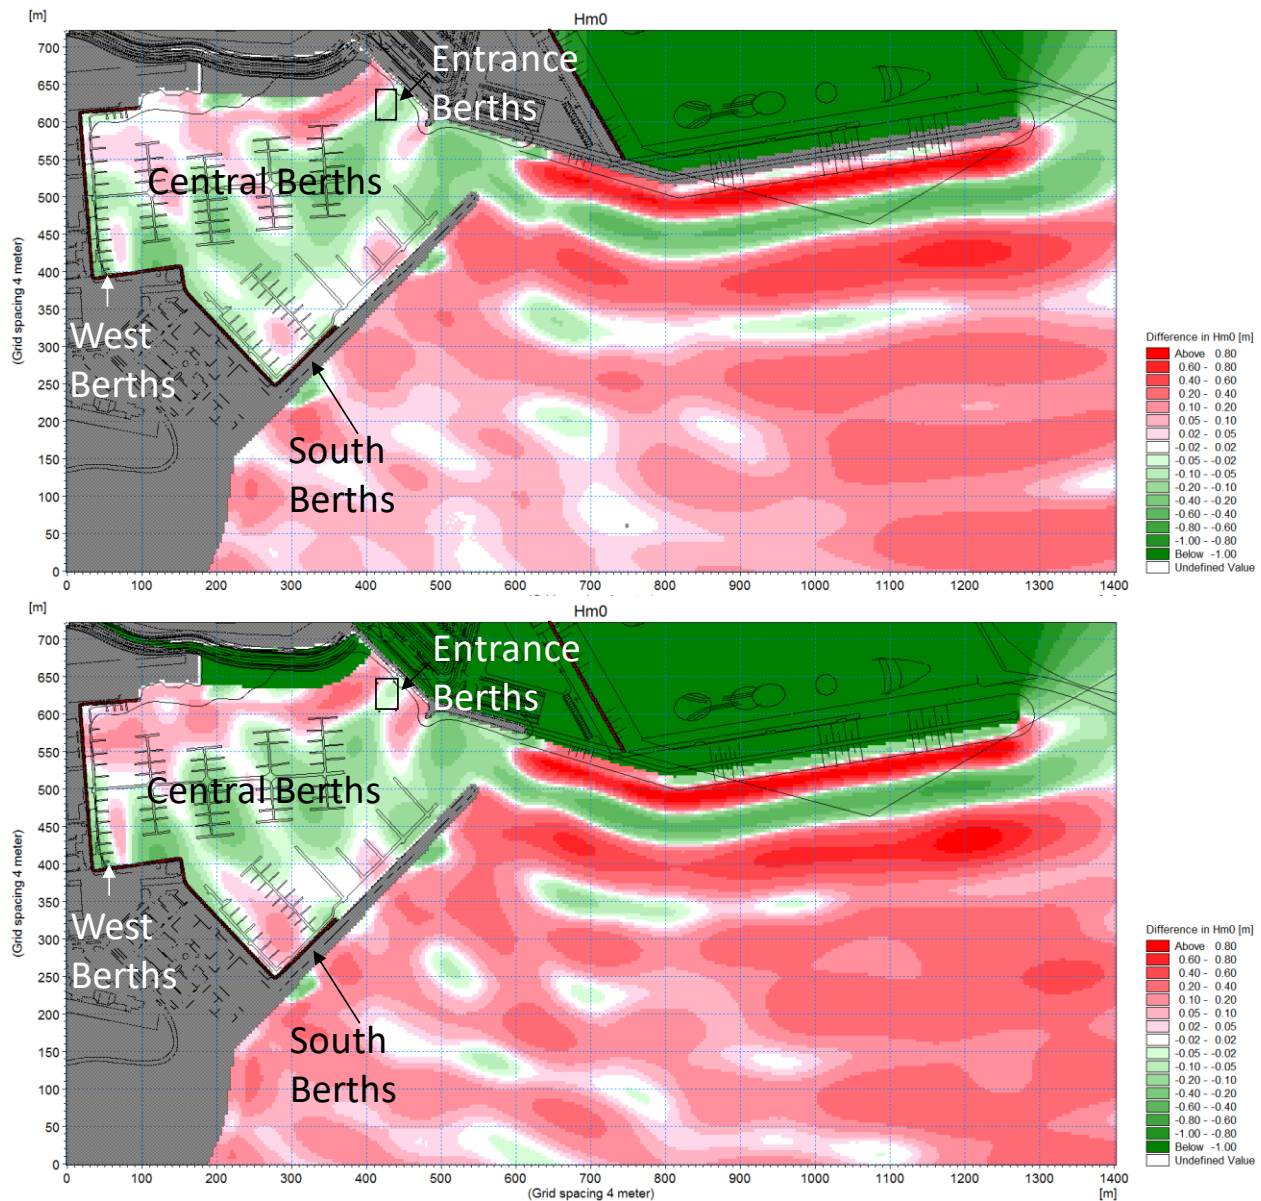 [m]
Hm0
700
650
600
550
500
450
400
350
300
250
200
150
100
50
0
(Grid spacing 4 meter)
Entrance
Berths
Central Berths
West
Berths
South
Berths
0 100 200 300 400 500 600 700 800 900 1000 1100 1200 1300 1400
Difference in Hm0 [m]
Above 0.80
0.60 - 0.80
0.40 - 0.60
0.20 - 0.40
0.10 - 0.20
0.05 - 0.10
0.02 - 0.05
-0.02 - 0.02
-0.05 - -0.02
-0.10 - -0.05
-0.20 - -0.10
-0.40 - -0.20
-0.60 - -0.40
-0.80 - -0.60
-1.00 - -0.80
Below -1.00
Undefined Value
[m]
Hm0
700
650
600
550
500
450
400
350
300
250
200
150
100
50
0
(Grid spacing 4 meter)
Entrance
Berths
Central Berths
West
Berths
South
Berths
0 100 200 300 400 500 600 700 800 900 1000 1100 1200 1300 1400
(Grid spacing 4 meter)
[m]
Difference in Hm0 [m]
Above 0.80
0.60 - 0.80
0.40 - 0.60
0.20 - 0.40
0.10 - 0.20
0.05 - 0.10
0.02 - 0.05
-0.02 - 0.02
-0.05 - -0.02
-0.10 - -0.05
-0.20 - -0.10
-0.40 - -0.20
-0.60 - -0.40
-0.80 - -0.60
-1.00 - -0.80
Below -1.00
Undefined Value